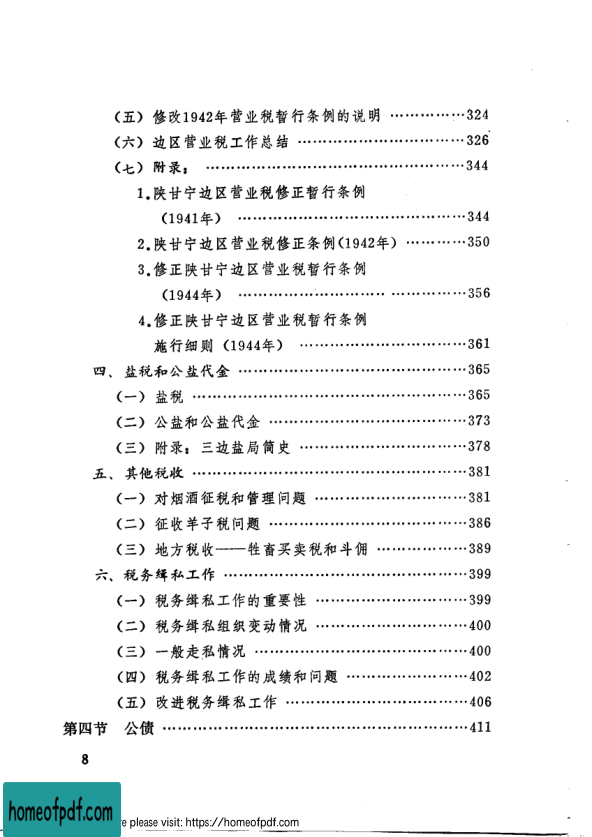 （五）修改1942年营业税暂行条例的说明 ……………324
（六）边区营业税工作总结 ……………………………326
（七）附录： ……………………………………………344
1.陕甘宁边区营业税修正暂行条例
（1941年） ………………………………………344
2.陕甘宁边区营业税修正条例(1942年) …………350
3.修正陕甘宁边区营业税暂行条例
（1944年） ………………………………………356
4.修正陕甘宁边区营业税暂行条例
施行细则（1944年） ……………………………361
四、盐税和公盐代金 ………………………………………365
（一）盐税 ………………………………………………365
（二）公盐和公盐代金 …………………………………373
（三）附录：三边盐局简史 ……………………………378
五、其他税收 ………………………………………………381
（一）对烟酒征税和管理问题 …………………………381
（二）征收羊子税问题 …………………………………386
（三）地方税收——牲畜买卖税和斗佣 ………………389
六、税务缉私工作 …………………………………………399
（一）税务缉私工作的重要性 …………………………399
（二）税务缉私组织变动情况 …………………………400
（三）一般走私情况 ……………………………………400
（四）税务缉私工作的成绩和问题 ……………………402
（五）改进税务缉私工作 ………………………………406
第四节 公债 ……………………………………………………411
8
homeofpdf.com
e please visit: https://homeofpdf.com